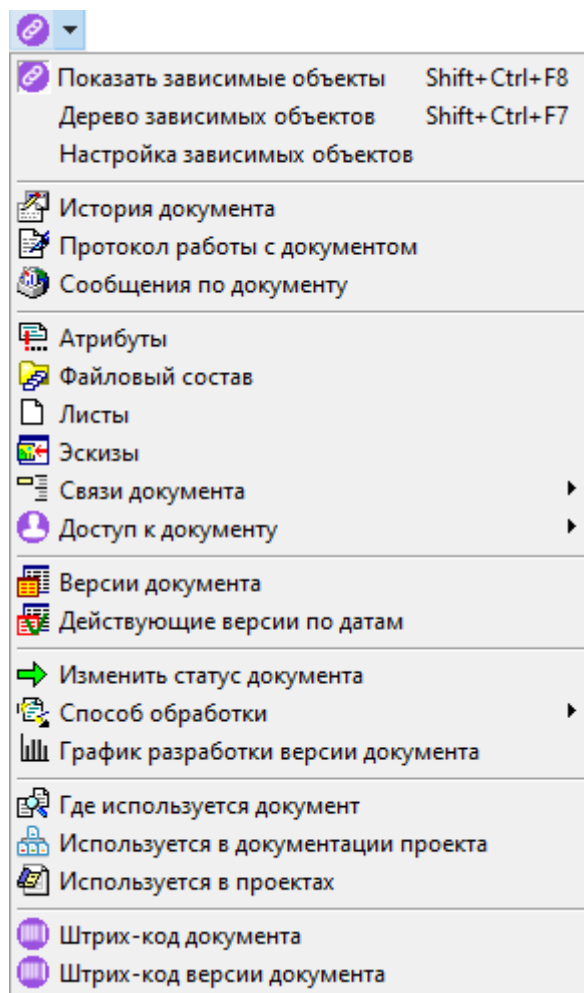 Показать зависимые объекты Shift+Ctrl+F8
Дерево зависимых объектов Shift+Ctrl+F7
Настройка зависимых объектов
История документа
Протокол работы с документом
Сообщения по документу
Атрибуты
Файловый состав
Листы
Эскизы
Связи документа
Доступ к документу
Версии документа
Действующие версии по датам
Изменить статус документа
Способ обработки
График разработки версии документа
Где используется документ
Используется в документации проекта
Используется в проектах
Штрих-код документа
Штрих-код версии документа